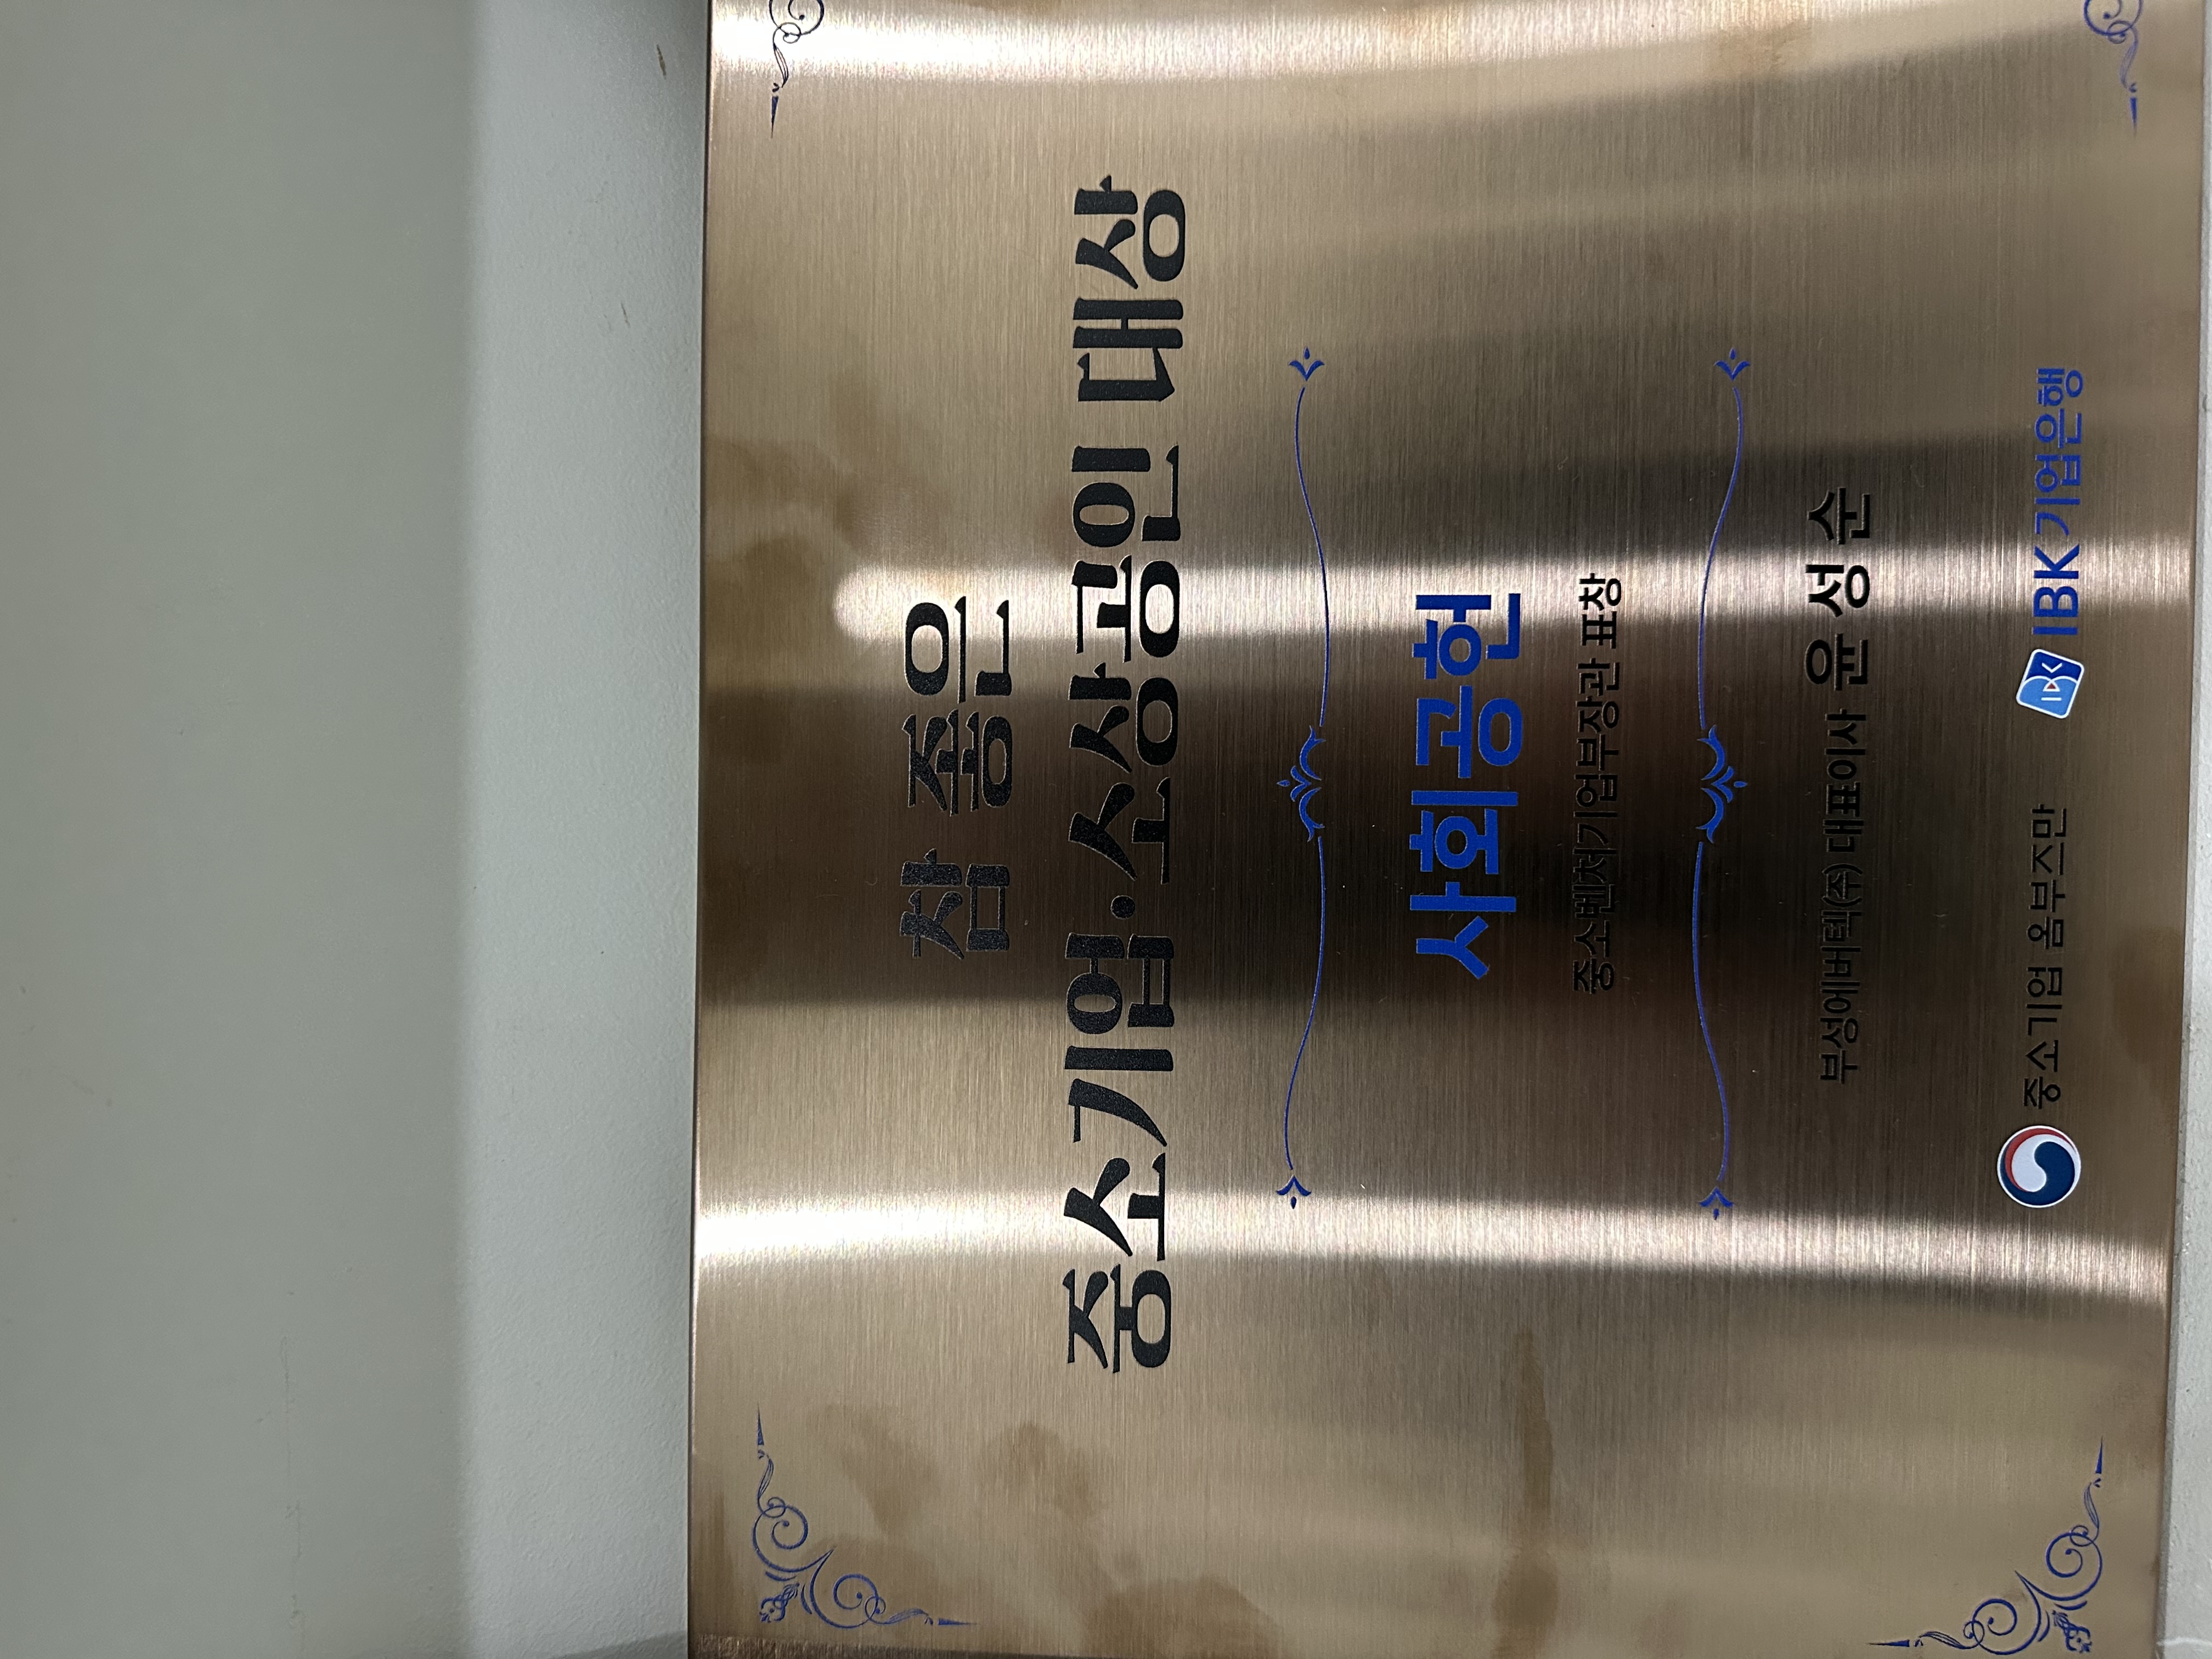 참 좋은
중소기업·소상공인 대상
사회공헌
중소벤처기업부장관 표창
부성에버텍(주) 대표이사 윤성순
중소기업 옴부즈만 IBK IBK기업은행